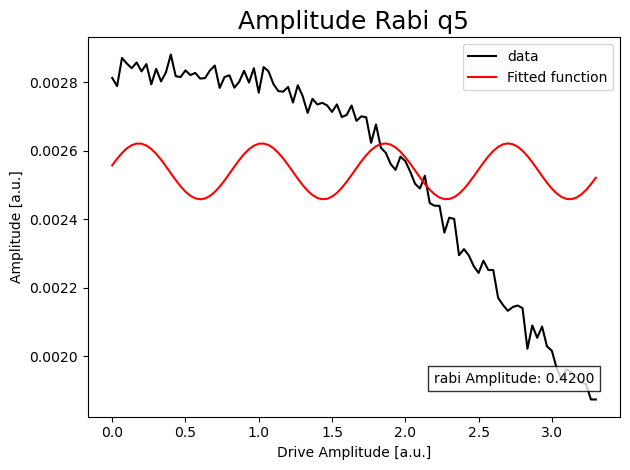 Amplitude Rabi q5
data
Fitted function
Amplitude [a.u.]
0.0028
0.0026
0.0024
0.0022
0.0020
rabi Amplitude: 0.4200
0.0
0.5
1.0
1.5
2.0
2.5
3.0
Drive Amplitude [a.u.]